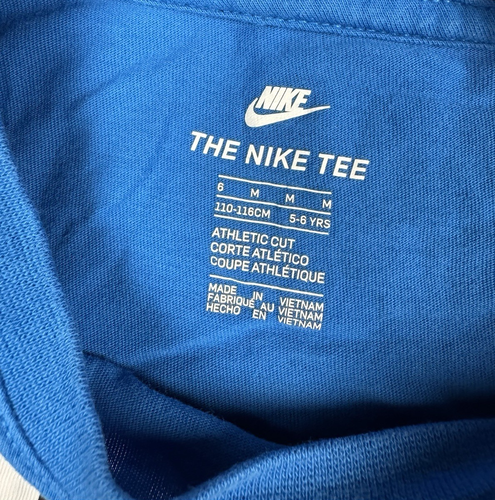 NIKE
THE NIKE TEE
6 M M M
110-116CM 5-6 YRS
ATHLETIC CUT
CORTE ATLÉTICO
COUPE ATHLÉTIQUE
MADE IN VIETNAM
FABRIQUÉ AU VIETNAM
HECHO EN VIETNAM